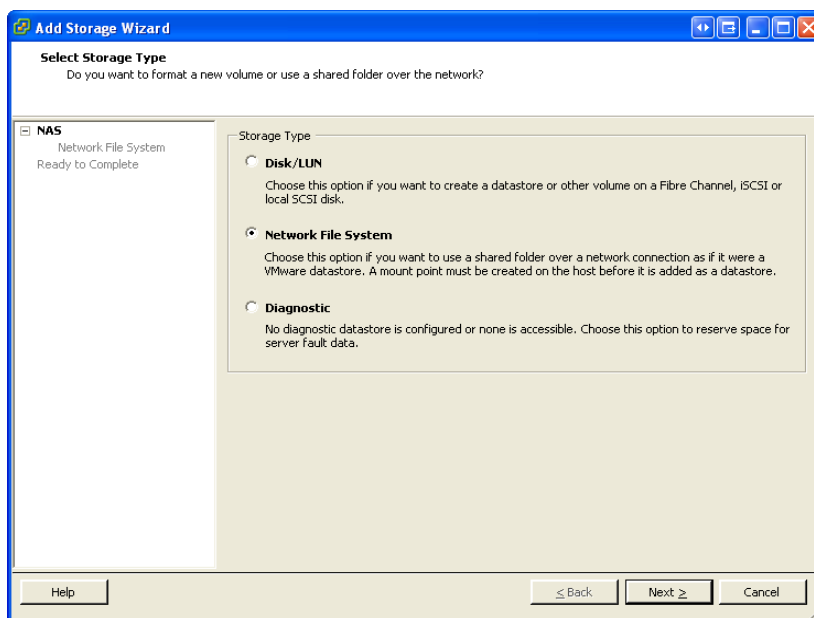 Add Storage Wizard
Select Storage Type
Do you want to format a new volume or use a shared folder over the network?
NAS
Network File System
Ready to Complete
Storage Type
Disk/LUN
Choose this option if you want to create a datastore or other volume on a Fibre Channel, iSCSI or
local SCSI disk.
Network File System
Choose this option if you want to use a shared folder over a network connection as if it were a
VMware datastore. A mount point must be created on the host before it is added as a datastore.
Diagnostic
No diagnostic datastore is configured or none is accessible. Choose this option to reserve space for
server fault data.
Help
< Back
Next >
Cancel